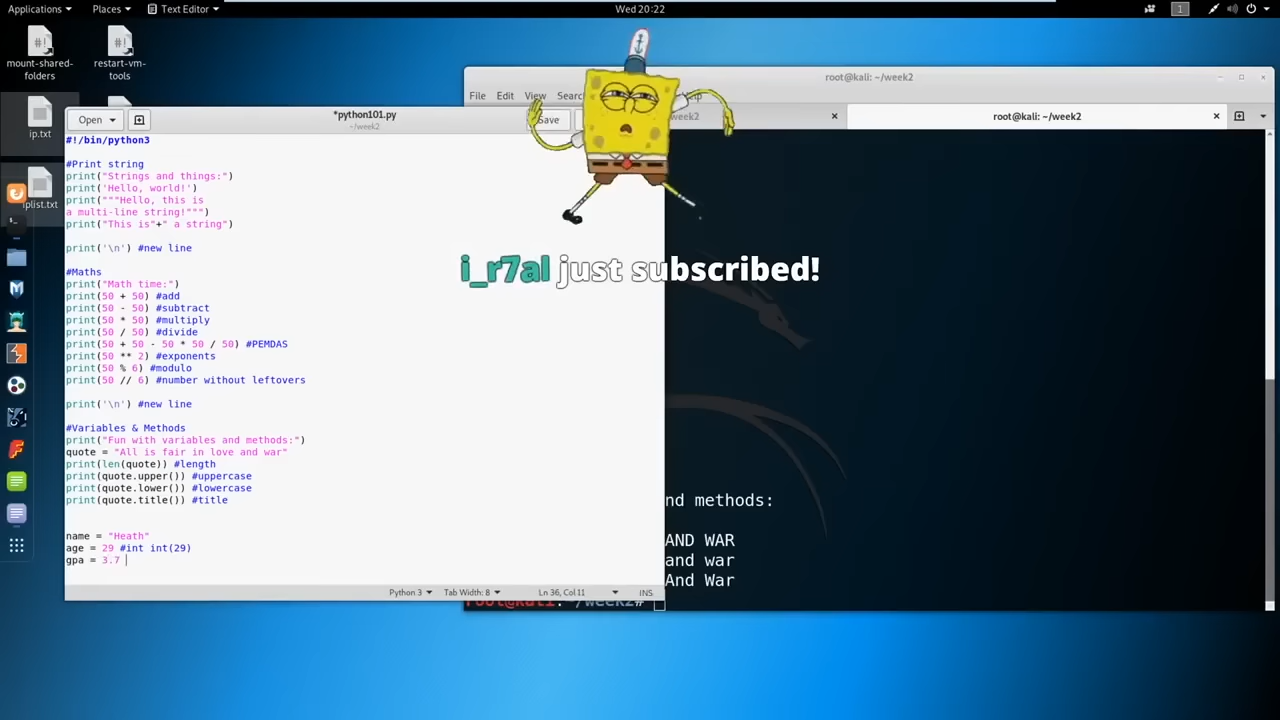 Applications
Places
Text Editor
Wed 20:22
1
mount-shared-folders
restart-vm-tools
ip.txt
iplist.txt
root@kali: ~/week2
File Edit View
root@kali: ~/week2
Open
*python101.py
~/week2
Save
#!/bin/python3
#Print string
print("Strings and things:")
print('Hello, world!')
print("""Hello, this is
a multi-line string!""")
print("This is"+" a string")
print('\n') #new line
#Maths
print("Math time:")
print(50 + 50) #add
print(50 - 50) #subtract
print(50 * 50) #multiply
print(50 / 50) #divide
print(50 + 50 - 50 * 50 / 50) #PEMDAS
print(50 ** 2) #exponents
print(50 % 6) #modulo
print(50 // 6) #number without leftovers
print('\n') #new line
#Variables & Methods
print("Fun with variables and methods:")
quote = "All is fair in love and war"
print(len(quote)) #length
print(quote.upper()) #uppercase
print(quote.lower()) #lowercase
print(quote.title()) #title
name = "Heath"
age = 29 #int int(29)
gpa = 3.7
Python 3
Tab Width: 8
Ln 36, Col11
INS
i_r7al just subscribed!
nd methods:
AND WAR
and war
And War
root@kali:~/week2#